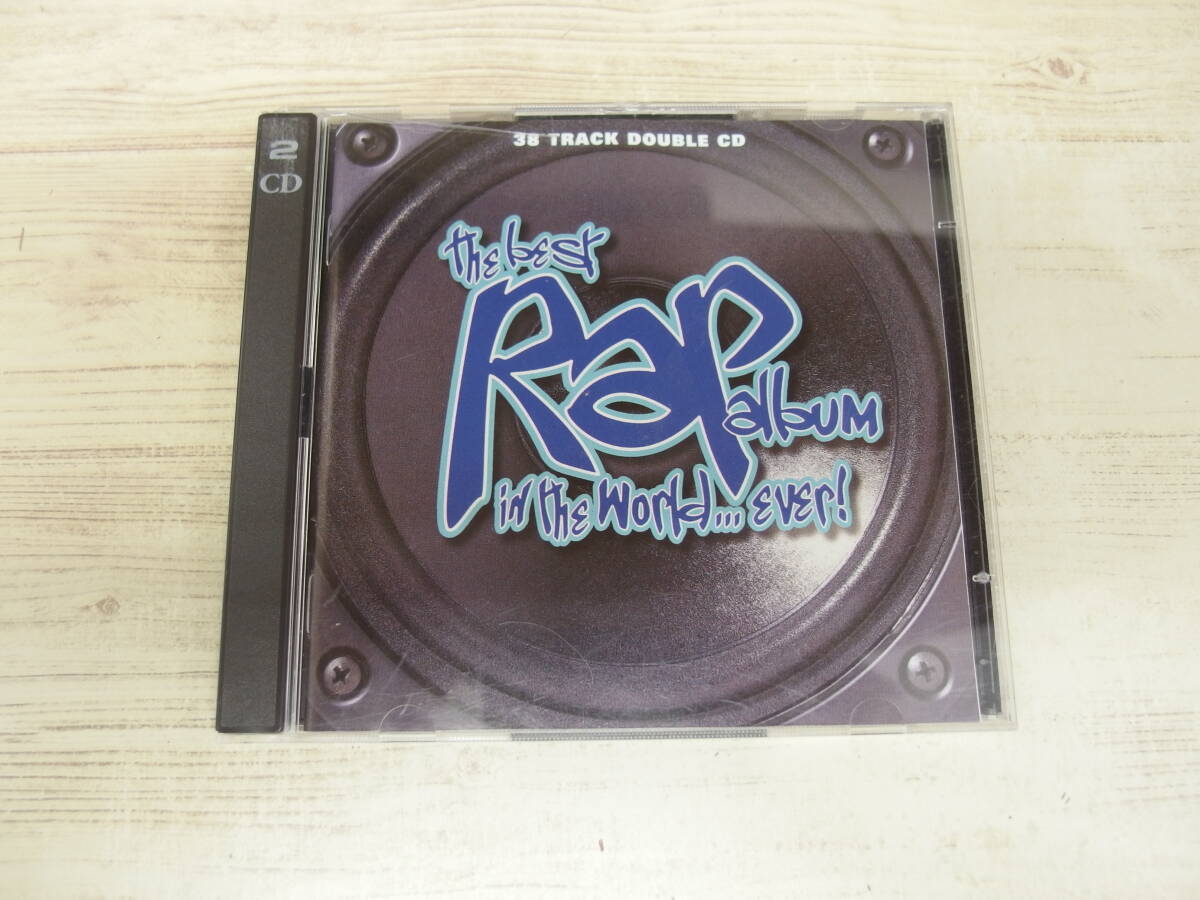 38 TRACK DOUBLE CD
2
CD
the best
Rap
album
in the World... ever!